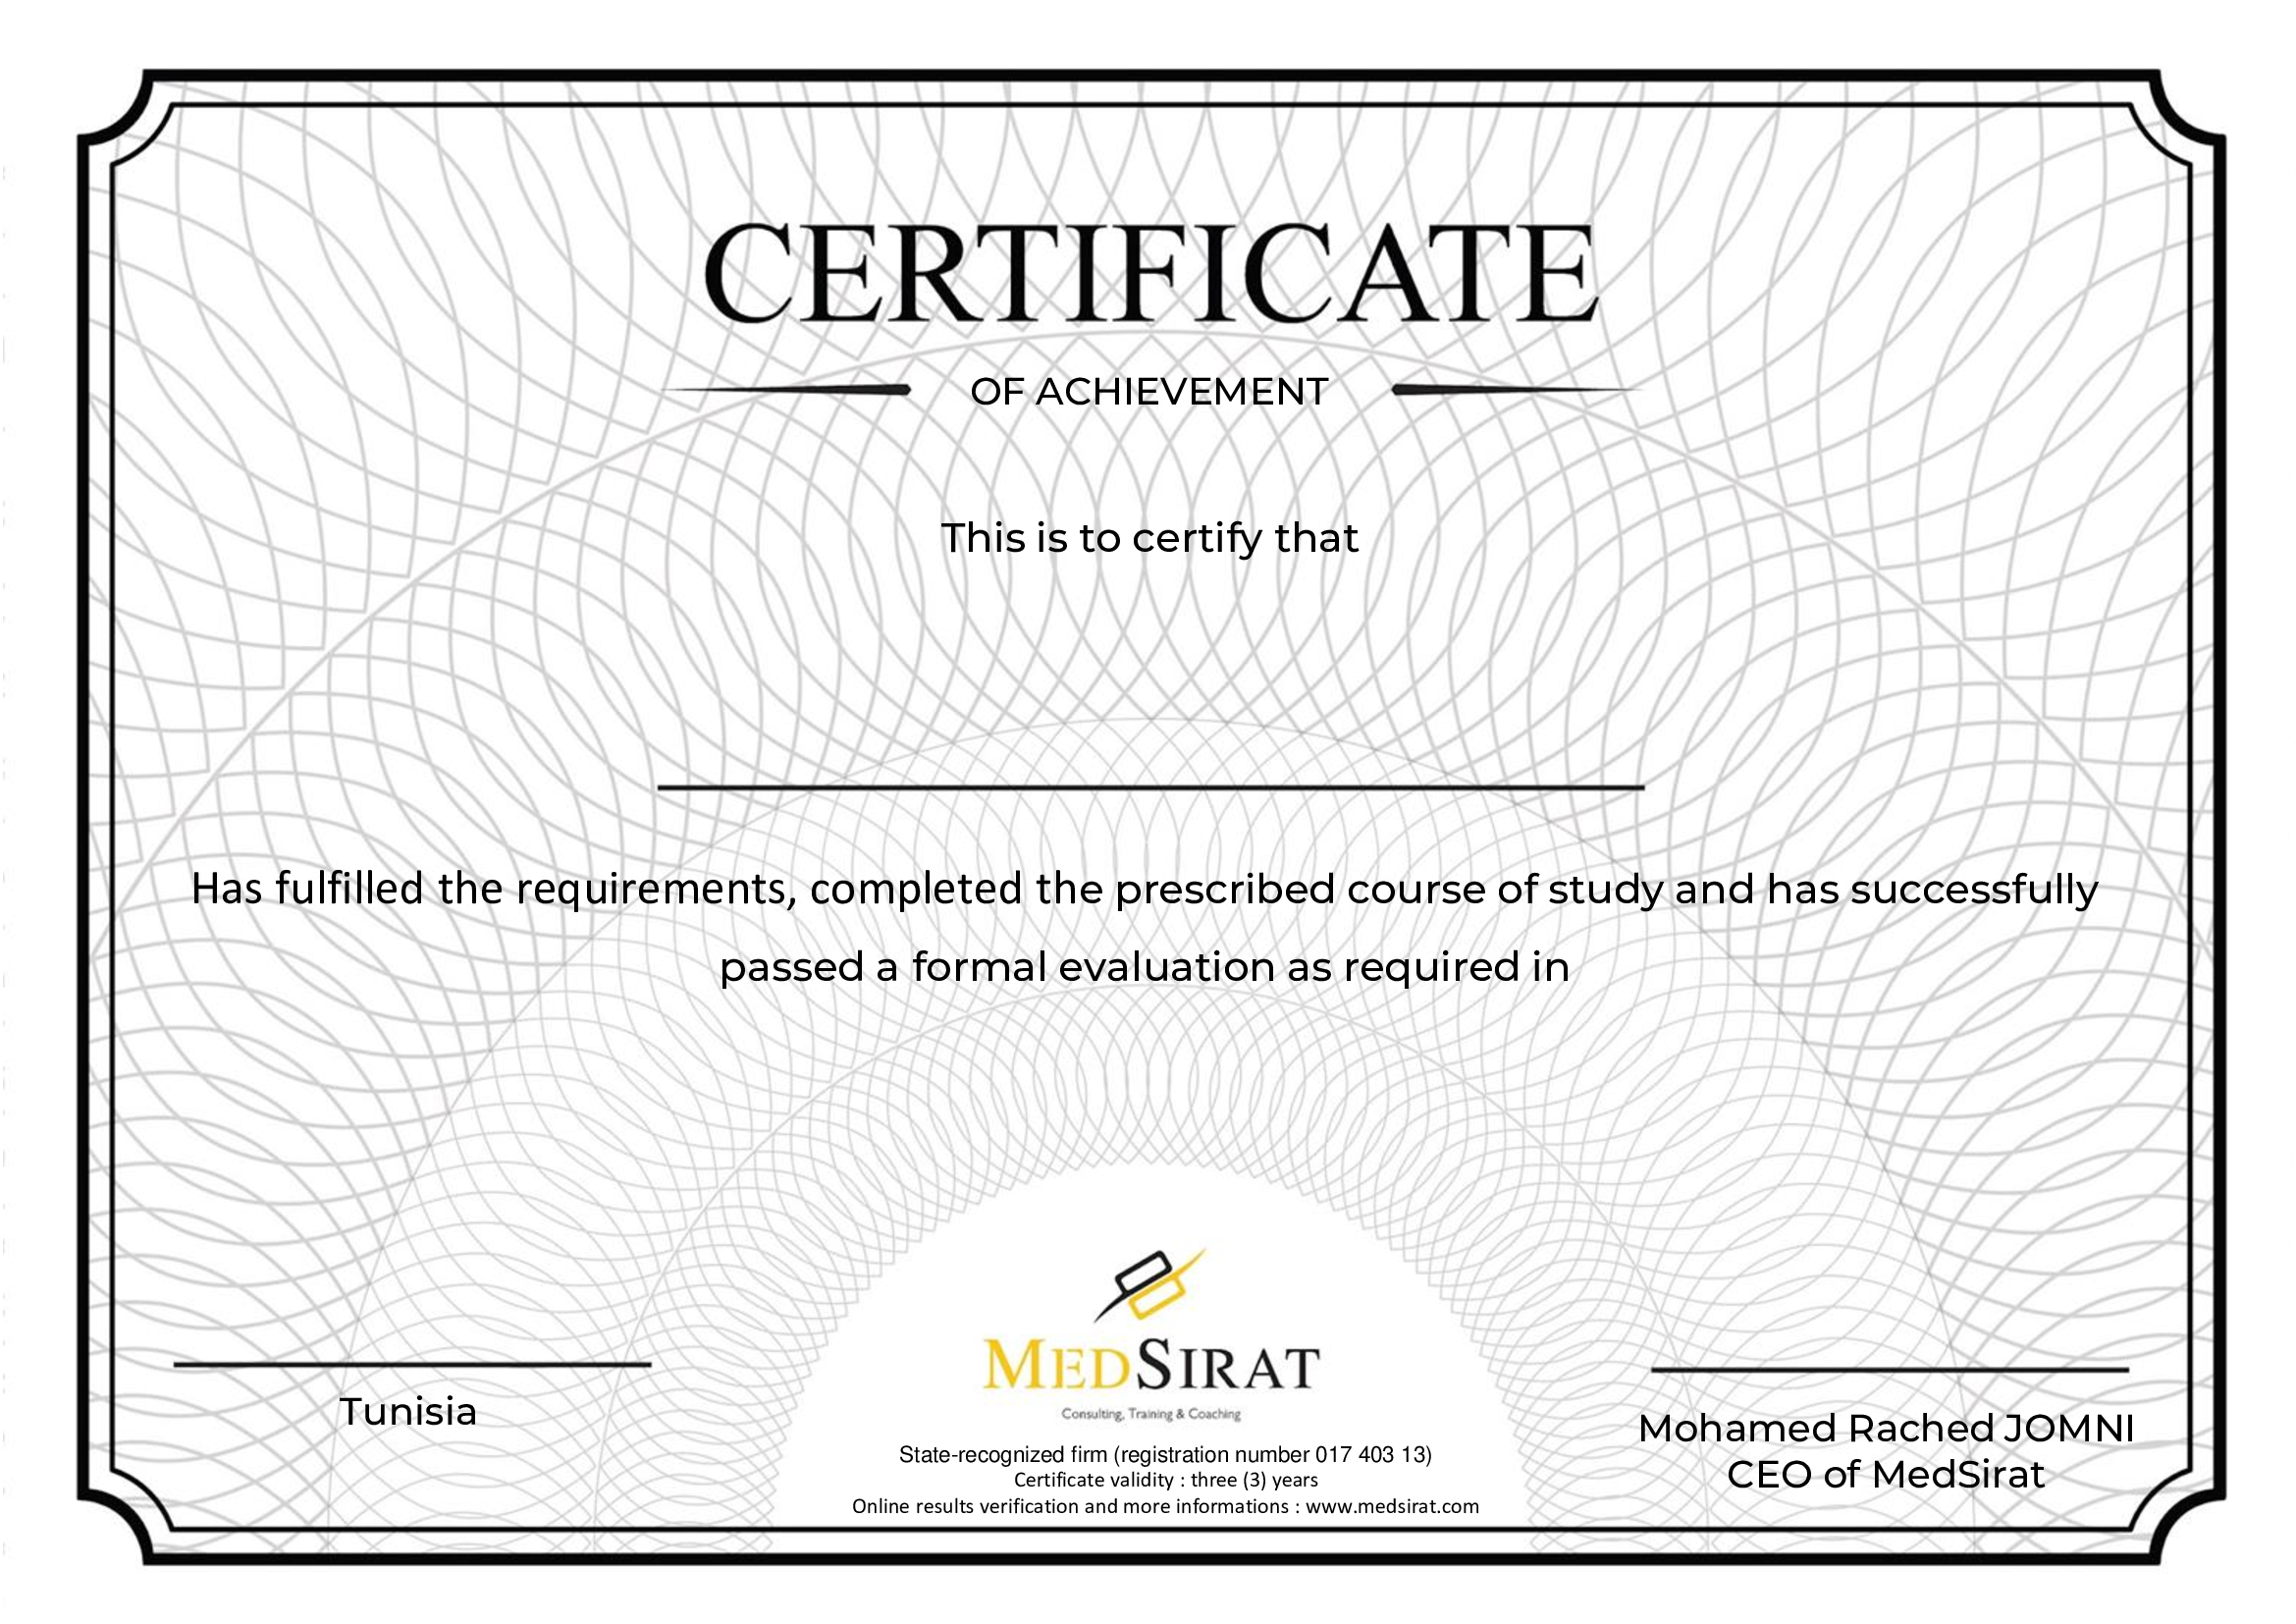 CERTIFICATE
OF ACHIEVEMENT
This is to certify that
Has fulfilled the requirements, completed the prescribed course of study and has successfully
passed a formal evaluation as required in
Tunisia
MEDSIRAT
Consulting, Training & Coaching
State-recognized firm (registration number 017 403 13)
Certificate validity : three (3) years
Online results verification and more informations : www.medsirat.com
Mohamed Rached JOMNI
CEO of MedSirat